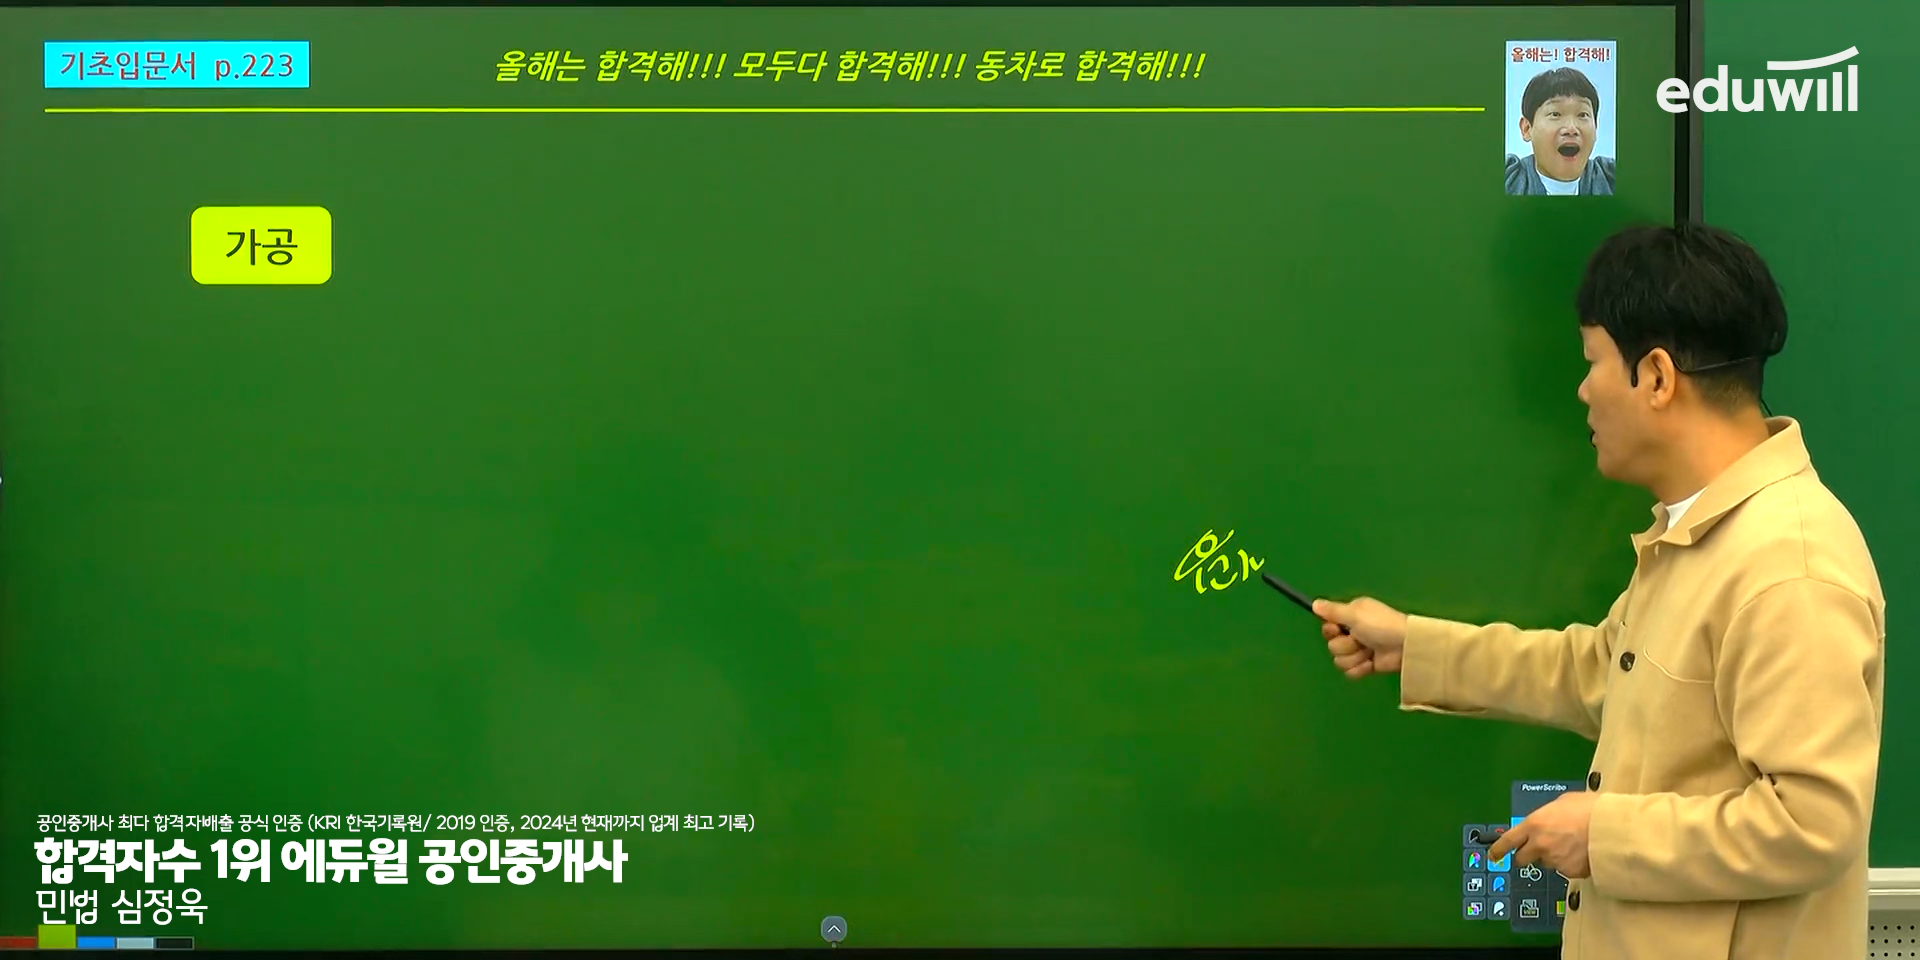 기초입문서 p.223
올해는 합격해!!! 모두다 합격해!!! 동차로 합격해!!!
올해는! 합격해!
eduwill
가공
PowerScribo
공인중개사 최다 합격자배출 공식 인증 (KRI 한국기록원/ 2019 인증, 2024년 현재까지 업계 최고 기록)
합격자수 1위 에듀윌 공인중개사
민법 심정욱